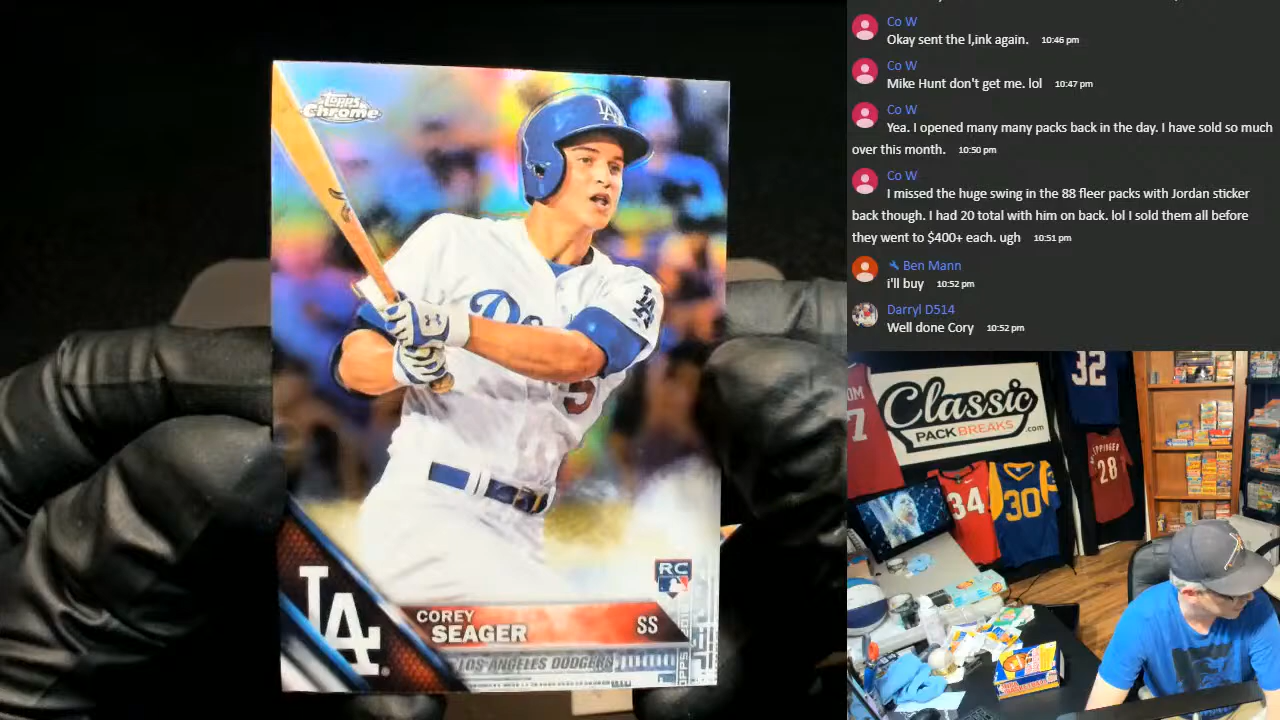 Topps
Chrome
LA
LA
5
RC
COREY
SEAGER
SS
LOS ANGELES DODGERS
LA
Co W
Okay sent the l,ink again. 10:46 pm
Co W
Mike Hunt don't get me. lol 10:47 pm
Co W
Yea. I opened many many packs back in the day. I have sold so much
over this month. 10:50 pm
Co W
I missed the huge swing in the 88 fleer packs with Jordan sticker
back though. I had 20 total with him on back. lol I sold them all before
they went to $400+ each. ugh 10:51 pm
Ben Mann
i'll buy 10:52 pm
Darryl D514
Well done Cory 10:52 pm
Classic
PACK BREAKS.com
32
7
34
30
28